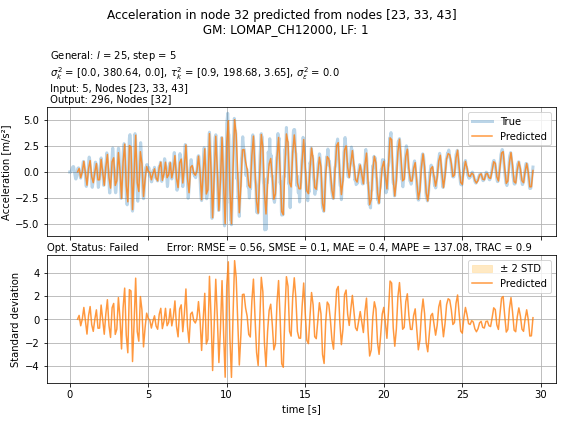 Acceleration in node 32 predicted from nodes [23, 33, 43]
GM: LOMAP_CH12000, LF: 1
General: l = 25, step = 5
σ²ₖ = [0.0, 380.64, 0.0], τ²ₖ = [0.9, 198.68, 3.65], σ²ₑ = 0.0
Input: 5, Nodes [23, 33, 43]
Output: 296, Nodes [32]
5.0
2.5
0.0
−2.5
−5.0
Acceleration [m/s²]
True
Predicted
Opt. Status: Failed Error: RMSE = 0.56, SMSE = 0.1, MAE = 0.4, MAPE = 137.08, TRAC = 0.9
4
2
0
−2
−4
Standard deviation
± 2 STD
Predicted
0 5 10 15 20 25 30
time [s]